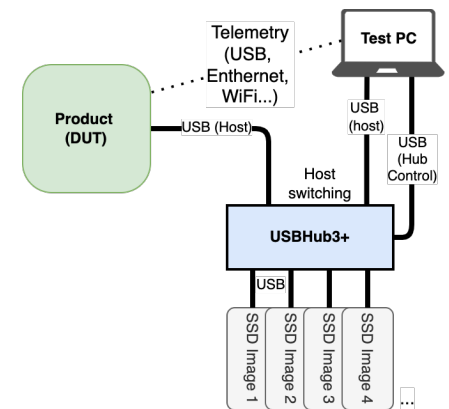 Telemetry
(USB,
Enthernet,
WiFi...)
Test PC
Product
(DUT)
USB (Host)
USB
(host)
USB
(Hub
Control)
Host
switching
USBHub3+
USB
SSD Image 1
SSD Image 2
SSD Image 3
SSD Image 4
...